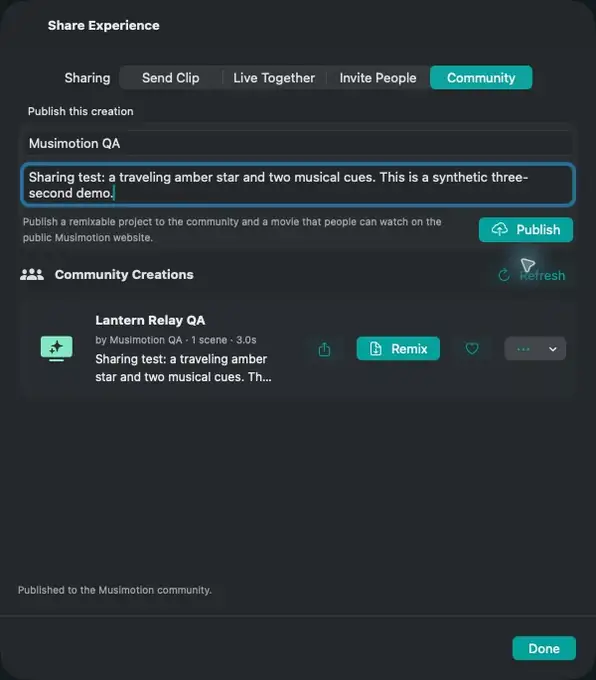 Share Experience
Sharing Send Clip Live Together Invite People Community
Publish this creation
Musimotion QA
Sharing test: a traveling amber star and two musical cues. This is a synthetic three-
second demo.
Publish a remixable project to the community and a movie that people can watch on the
public Musimotion website.
Publish
Community Creations
Refresh
Lantern Relay QA
by Musimotion QA · 1 scene · 3.0s
Sharing test: a traveling amber
star and two musical cues. Th...
Remix
Published to the Musimotion community.
Done